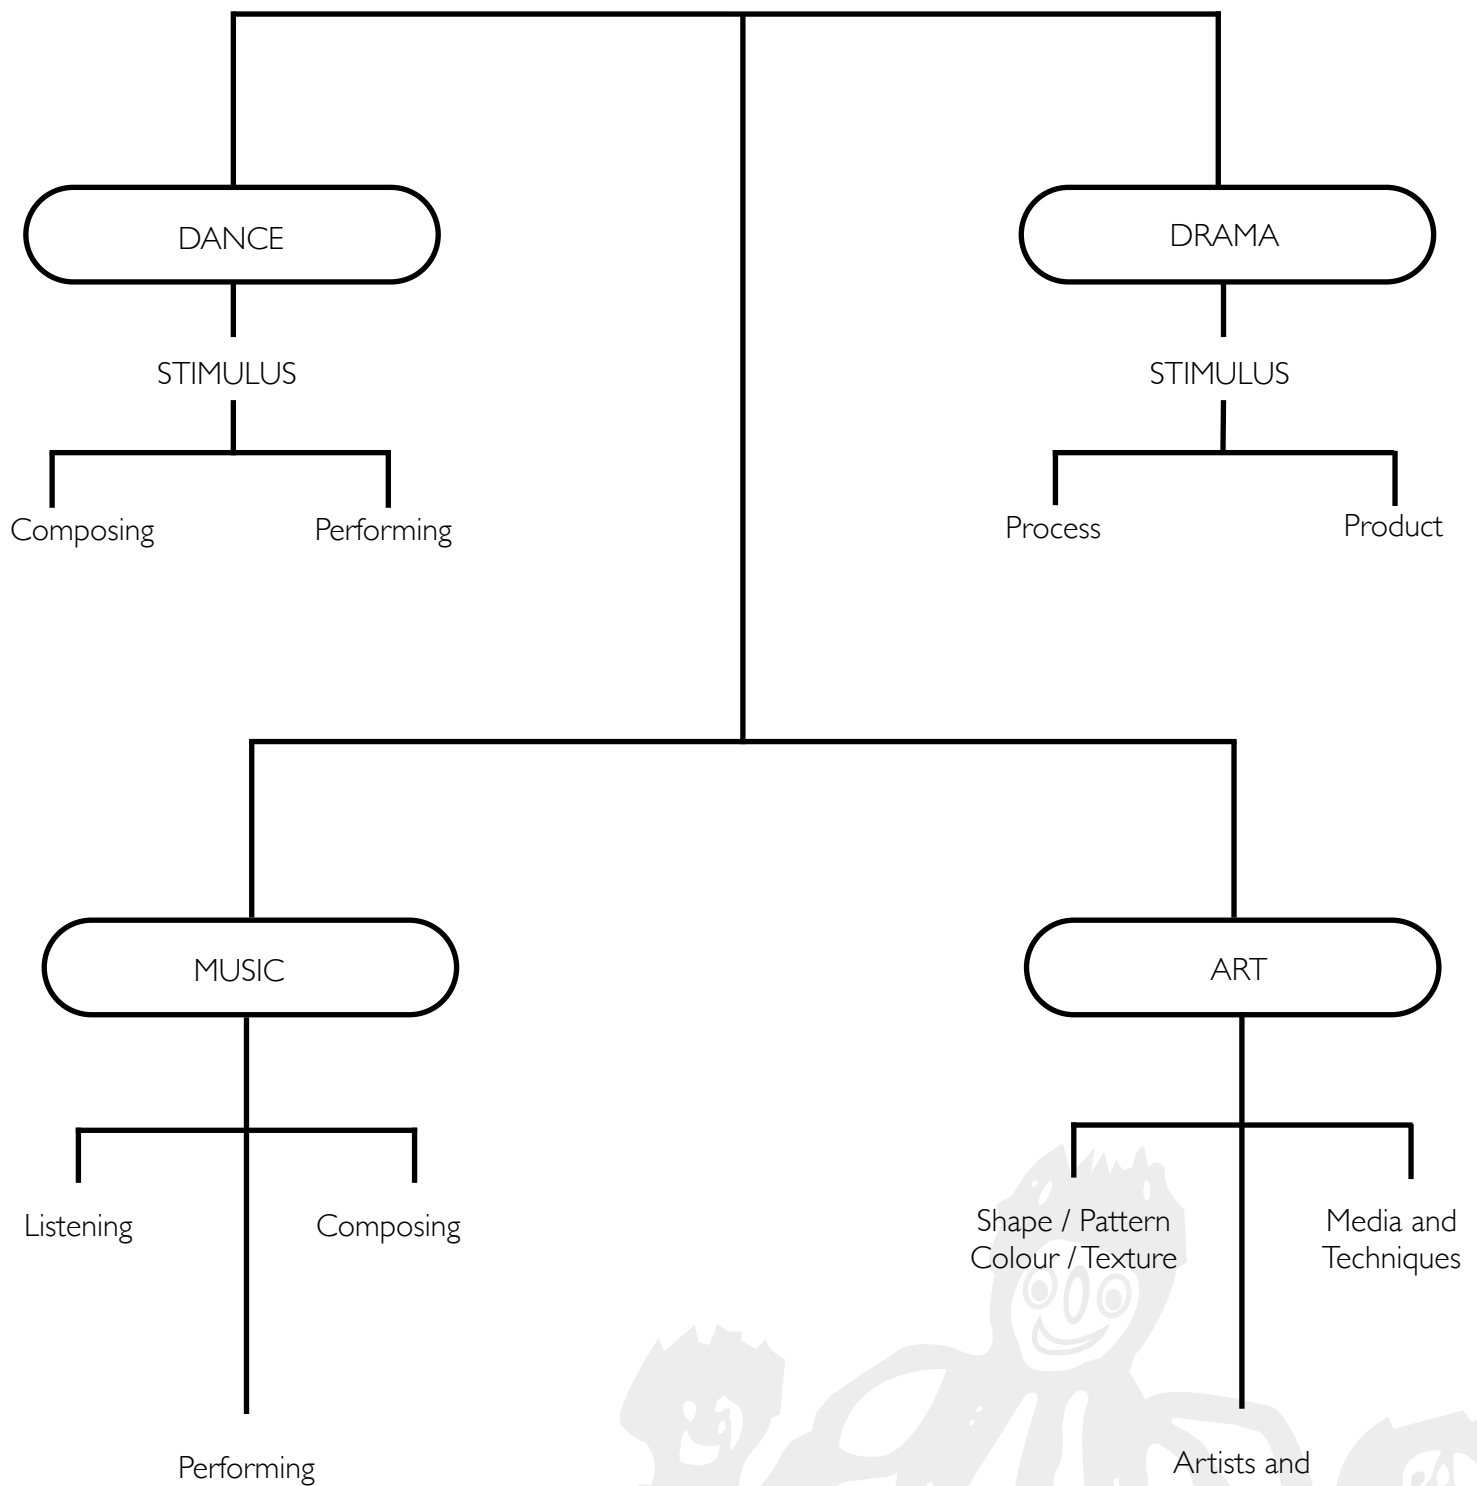 DANCE
DRAMA
STIMULUS
STIMULUS
Composing
Performing
Process
Product
MUSIC
ART
Listening
Composing
Shape / Pattern
Colour / Texture
Media and
Techniques
Performing
Artists and